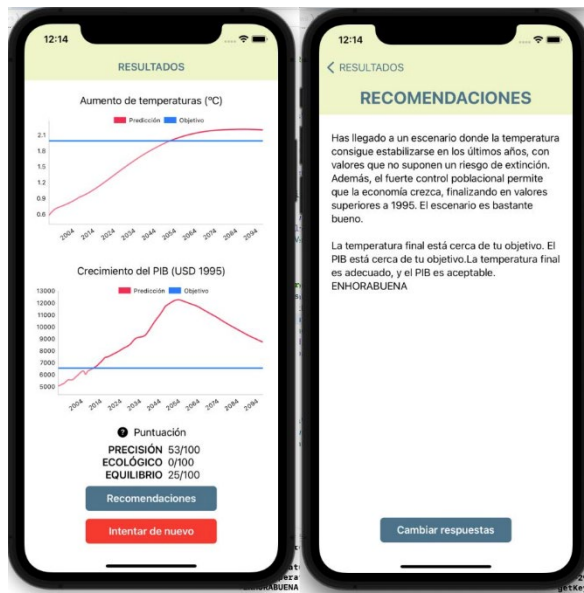 12:14
RESULTADOS
Aumento de temperaturas (ºC)
Predicción Objetivo
2.1
1.8
1.5
1.2
0.9
0.6
2004 2014 2024 2034 2044 2054 2064 2074 2084 2094
Crecimiento del PIB (USD 1995)
Predicción Objetivo
13000
12000
11000
10000
9000
8000
7000
6000
5000
2004 2014 2024 2034 2044 2054 2064 2074 2084 2094
? Puntuación
PRECISIÓN 53/100
ECOLÓGICO 0/100
EQUILIBRIO 25/100
Recomendaciones
Intentar de nuevo
12:14
RESULTADOS
RECOMENDACIONES
Has llegado a un escenario donde la temperatura
consigue estabilizarse en los últimos años, con
valores que no suponen un riesgo de extinción.
Además, el fuerte control poblacional permite
que la economía crezca, finalizando en valores
superiores a 1995. El escenario es bastante
bueno.
La temperatura final está cerca de tu objetivo. El
PIB está cerca de tu objetivo.La temperatura final
es adecuado, y el PIB es aceptable.
ENHORABUENA
Cambiar respuestas
ENHORABUENA
getKe